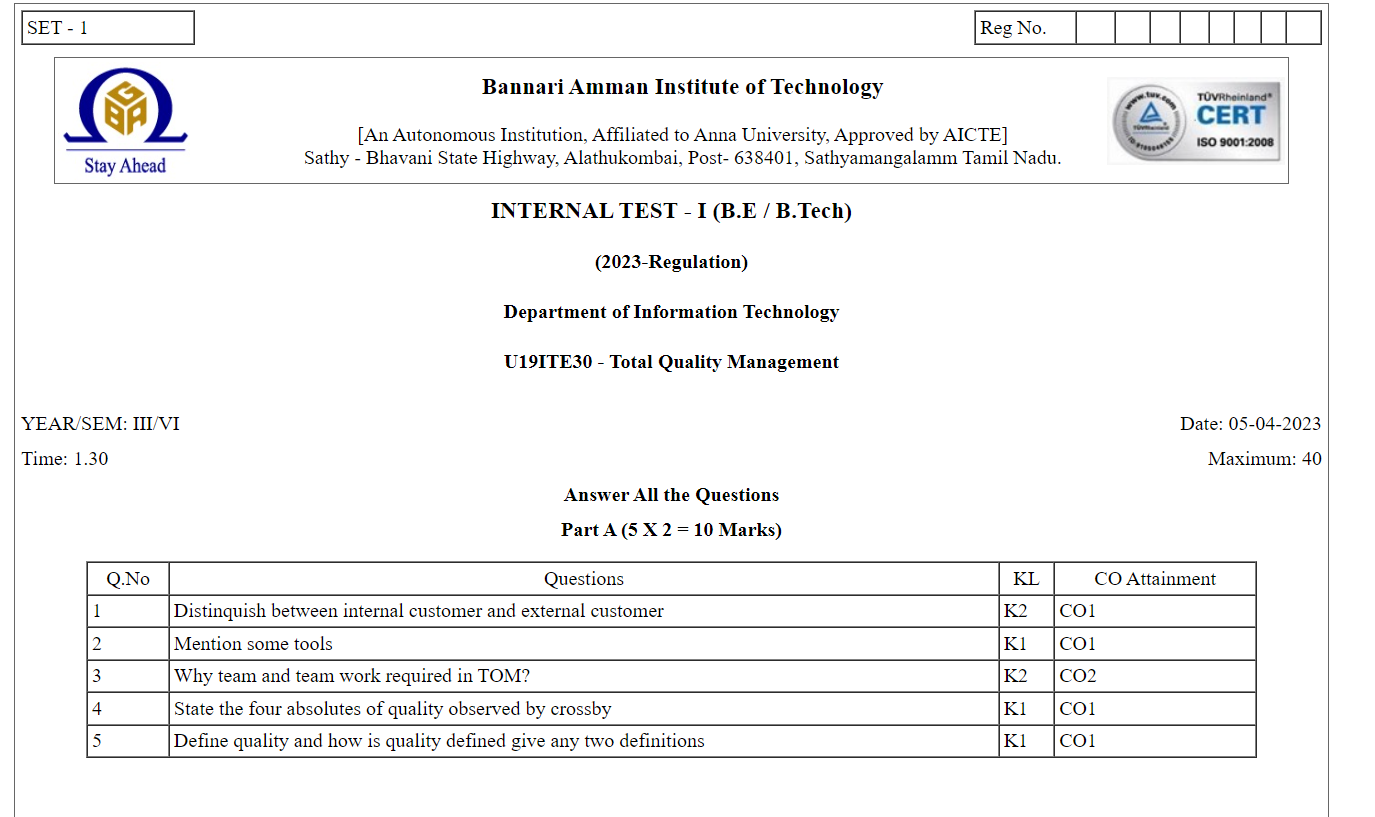 SET - 1
Reg No.
GBA
Stay Ahead
Bannari Amman Institute of Technology
[An Autonomous Institution, Affiliated to Anna University, Approved by AICTE]
Sathy - Bhavani State Highway, Alathukombai, Post- 638401, Sathyamangalamm Tamil Nadu.
www.tuv.com
TÜVRheinland®
CERT
ISO 9001:2008
INTERNAL TEST - I (B.E / B.Tech)
(2023-Regulation)
Department of Information Technology
U19ITE30 - Total Quality Management
YEAR/SEM: III/VI
Date: 05-04-2023
Time: 1.30
Maximum: 40
Answer All the Questions
Part A (5 X 2 = 10 Marks)
Q.No Questions KL CO Attainment
1 Distinquish between internal customer and external customer K2 CO1
2 Mention some tools K1 CO1
3 Why team and team work required in TOM? K2 CO2
4 State the four absolutes of quality observed by crossby K1 CO1
5 Define quality and how is quality defined give any two definitions K1 CO1